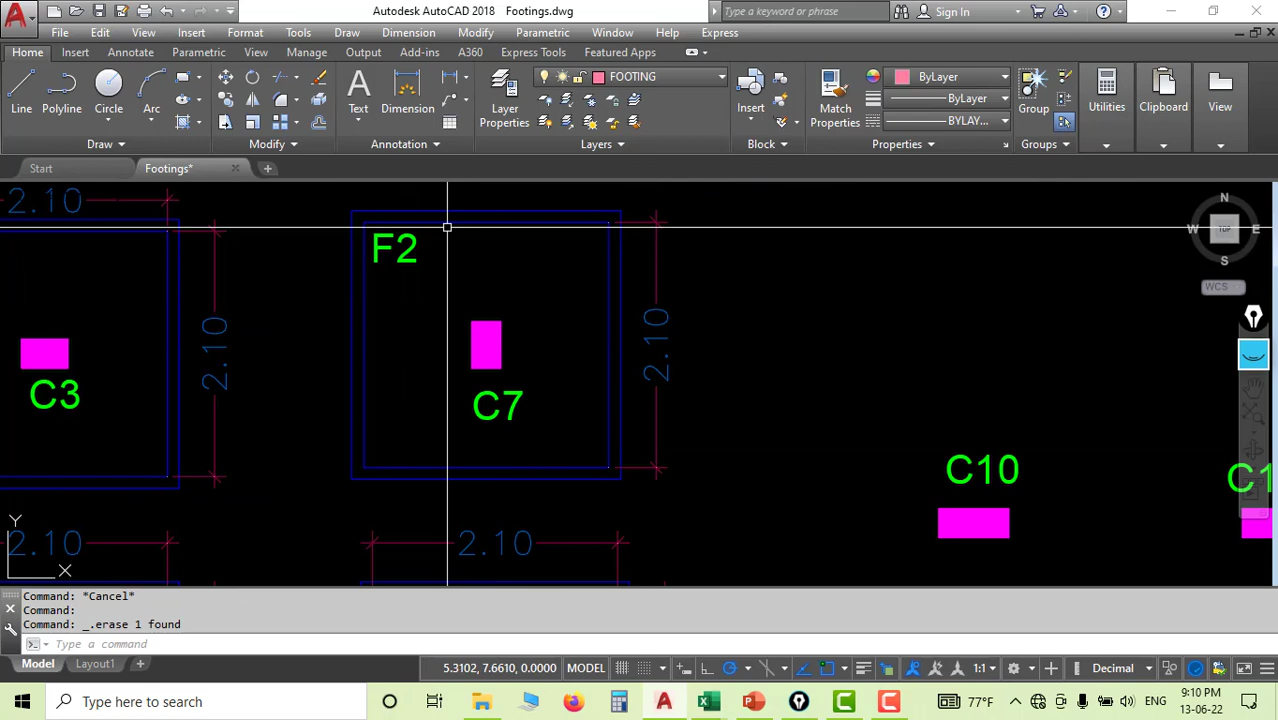 Autodesk AutoCAD 2018 Footings.dwg
Type a keyword or phrase
Sign In
File Edit View Insert Format Tools Draw Dimension Modify Parametric Window Help Express
Home Insert Annotate Parametric View Manage Output Add-ins A360 Express Tools Featured Apps
Line Polyline Circle Arc
Text Dimension
Layer Properties
FOOTING
Insert
Match Properties
ByLayer
ByLayer
BYLAY...
Group
Utilities
Clipboard
View
Draw Modify Annotation Layers Block Properties Groups
Start Footings*
2.10
F2
C3
2.10
C7
2.10
C10
C1
2.10
2.10
N
W TOP E
S
WCS
Y
X
Command: *Cancel*
Command:
Command: _.erase 1 found
Type a command
Model Layout1
5.3102, 7.6610, 0.0000 MODEL
1:1
Decimal
Type here to search
77°F
ENG
9:10 PM
13-06-22